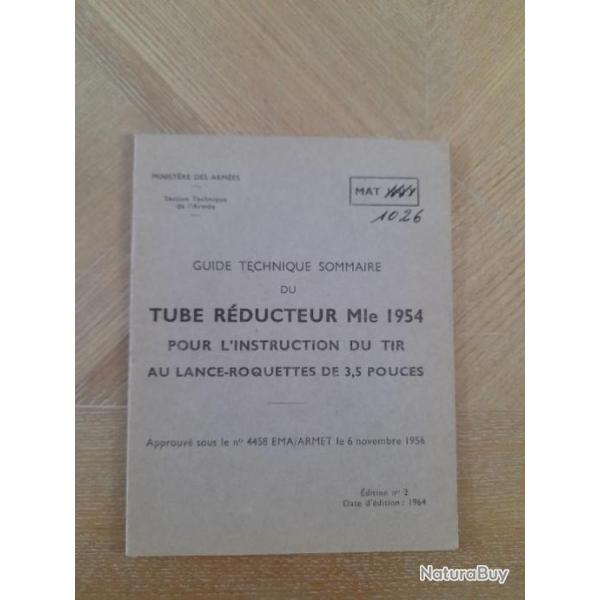 MINISTÈRE DES ARMÉES
Section Technique
de l'Armée
MAT
1026
GUIDE TECHNIQUE SOMMAIRE
DU
TUBE RÉDUCTEUR Mle 1954
POUR L'INSTRUCTION DU TIR
AU LANCE-ROQUETTES DE 3,5 POUCES
Approuvé sous le nº 4458 EMA/ARMET le 6 novembre 1956
Édition nº 2
Date d'édition : 1964
NaturaBuy